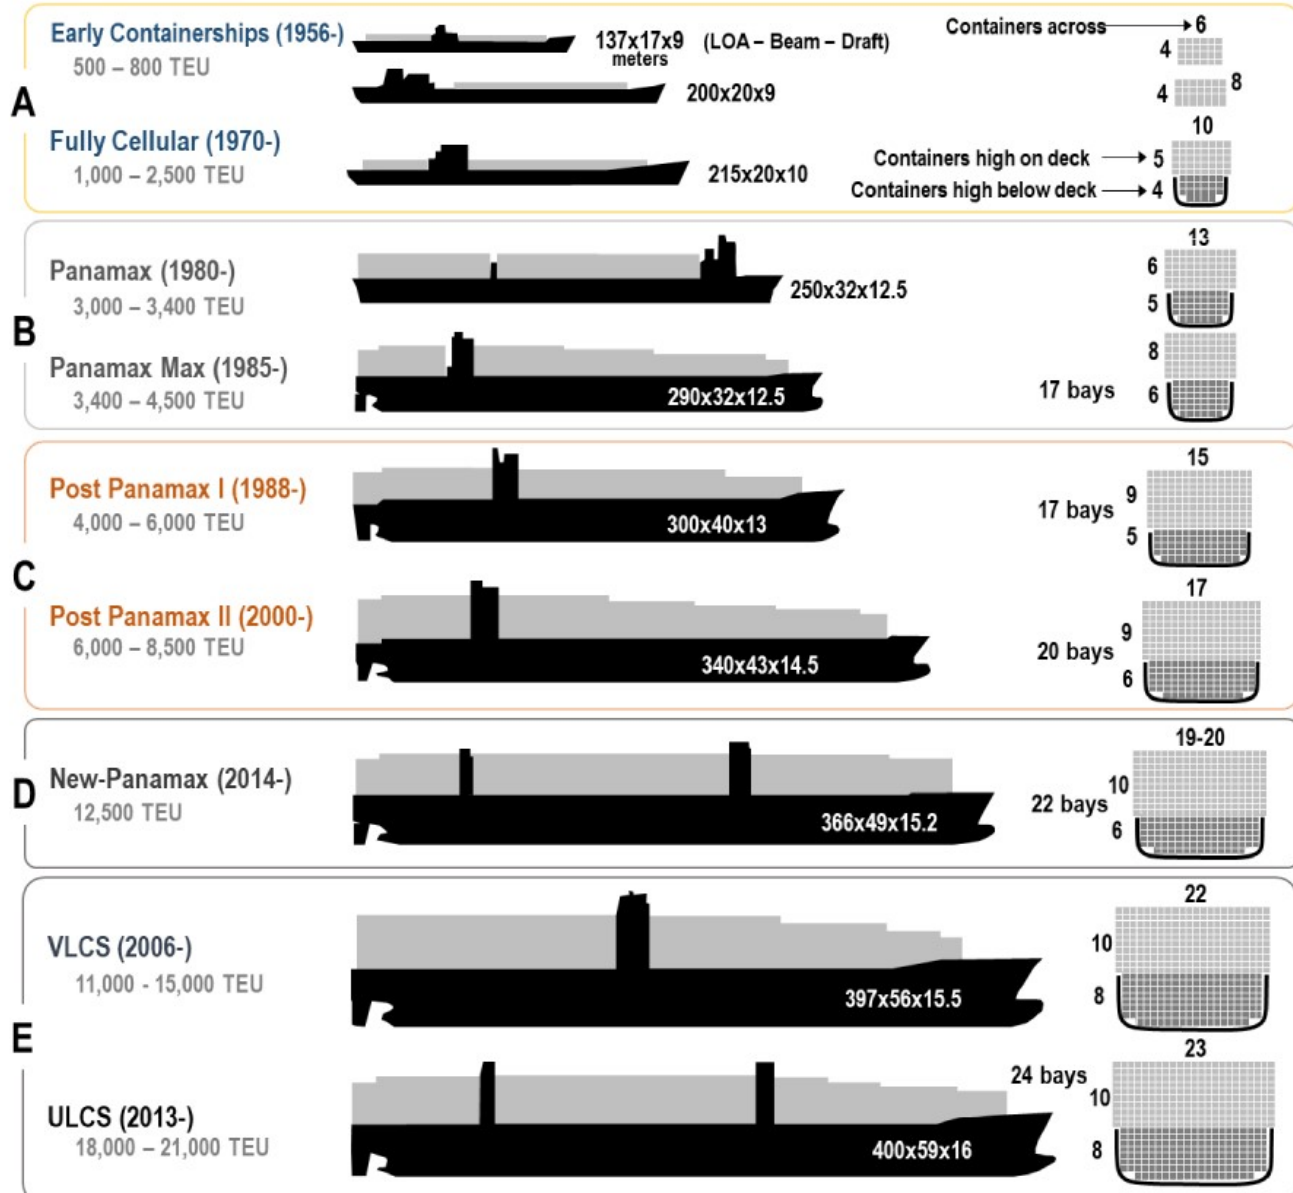 A
Early Containerships (1956-)
500 – 800 TEU
137x17x9 (LOA – Beam – Draft)
meters
200x20x9
Containers across 6
4
4 8
Fully Cellular (1970-)
1,000 – 2,500 TEU
215x20x10
10
Containers high on deck 5
Containers high below deck 4
B
Panamax (1980-)
3,000 – 3,400 TEU
250x32x12.5
13
6
5
Panamax Max (1985-)
3,400 – 4,500 TEU
290x32x12.5
17 bays
8
6
C
Post Panamax I (1988-)
4,000 – 6,000 TEU
300x40x13
15
17 bays
9
5
Post Panamax II (2000-)
6,000 – 8,500 TEU
340x43x14.5
17
20 bays
9
6
D
New-Panamax (2014-)
12,500 TEU
366x49x15.2
19-20
22 bays
10
6
E
VLCS (2006-)
11,000 - 15,000 TEU
397x56x15.5
22
10
8
ULCS (2013-)
18,000 – 21,000 TEU
400x59x16
23
24 bays
10
8